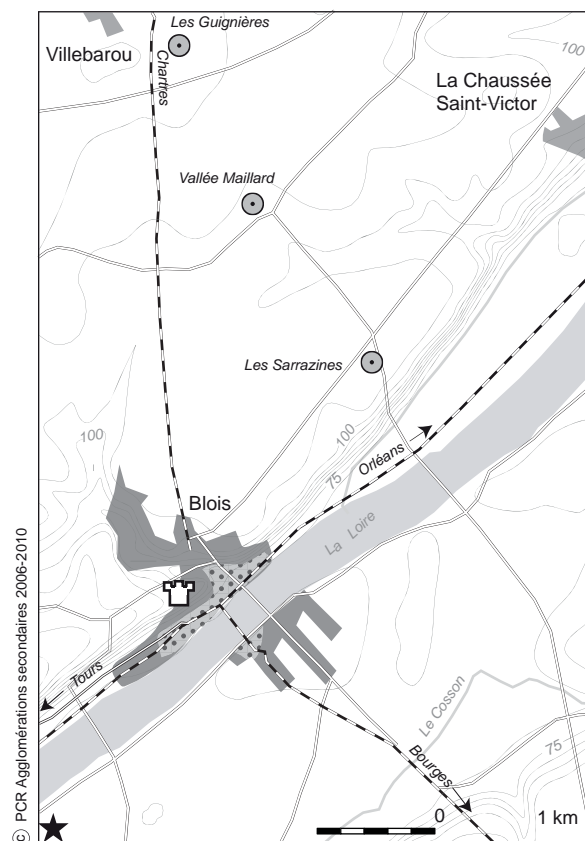 Les Guignières
Villebarou
Chartres
100
La Chaussée
Saint-Victor
Vallée Maillard
Les Sarrazines
100
100
75
Orléans
Blois
La Loire
Tours
Le Cosson
75
Bourges
0 1 km
© PCR Agglomérations secondaires 2006-2010